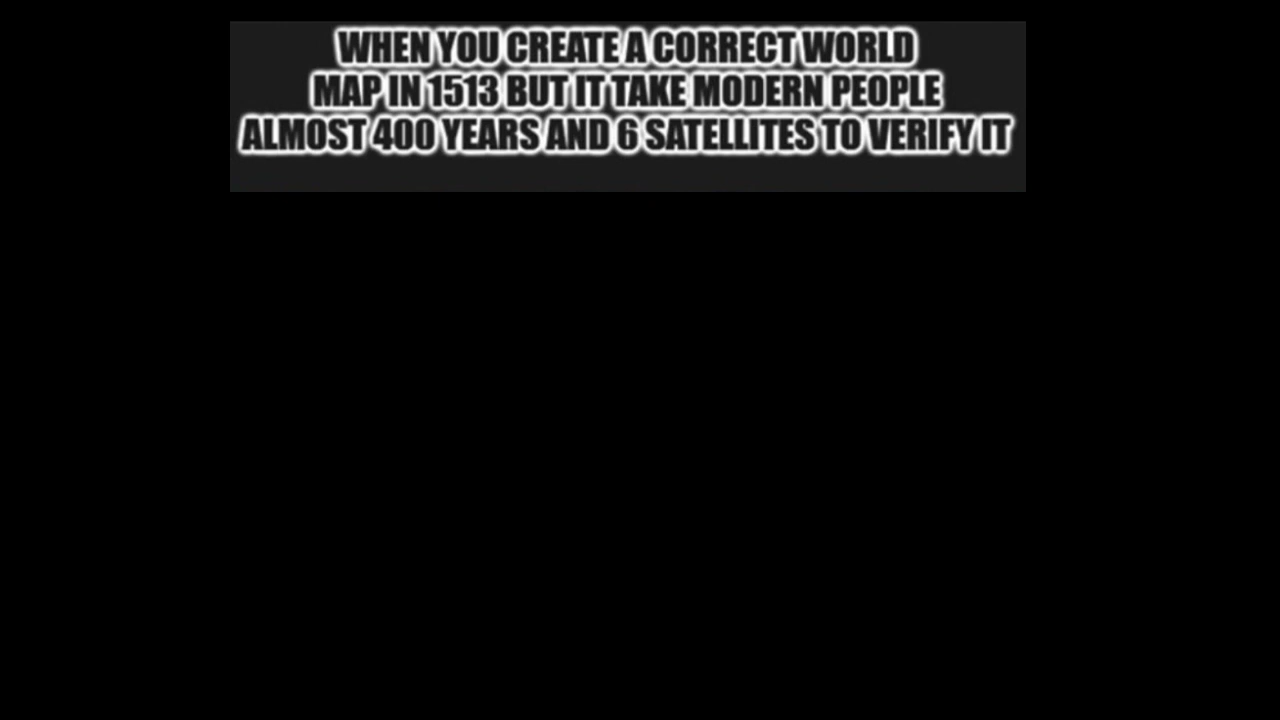 WHEN YOU CREATE A CORRECT WORLD
MAP IN 1513 BUT IT TAKE MODERN PEOPLE
ALMOST 400 YEARS AND 6 SATELLITES TO VERIFY IT